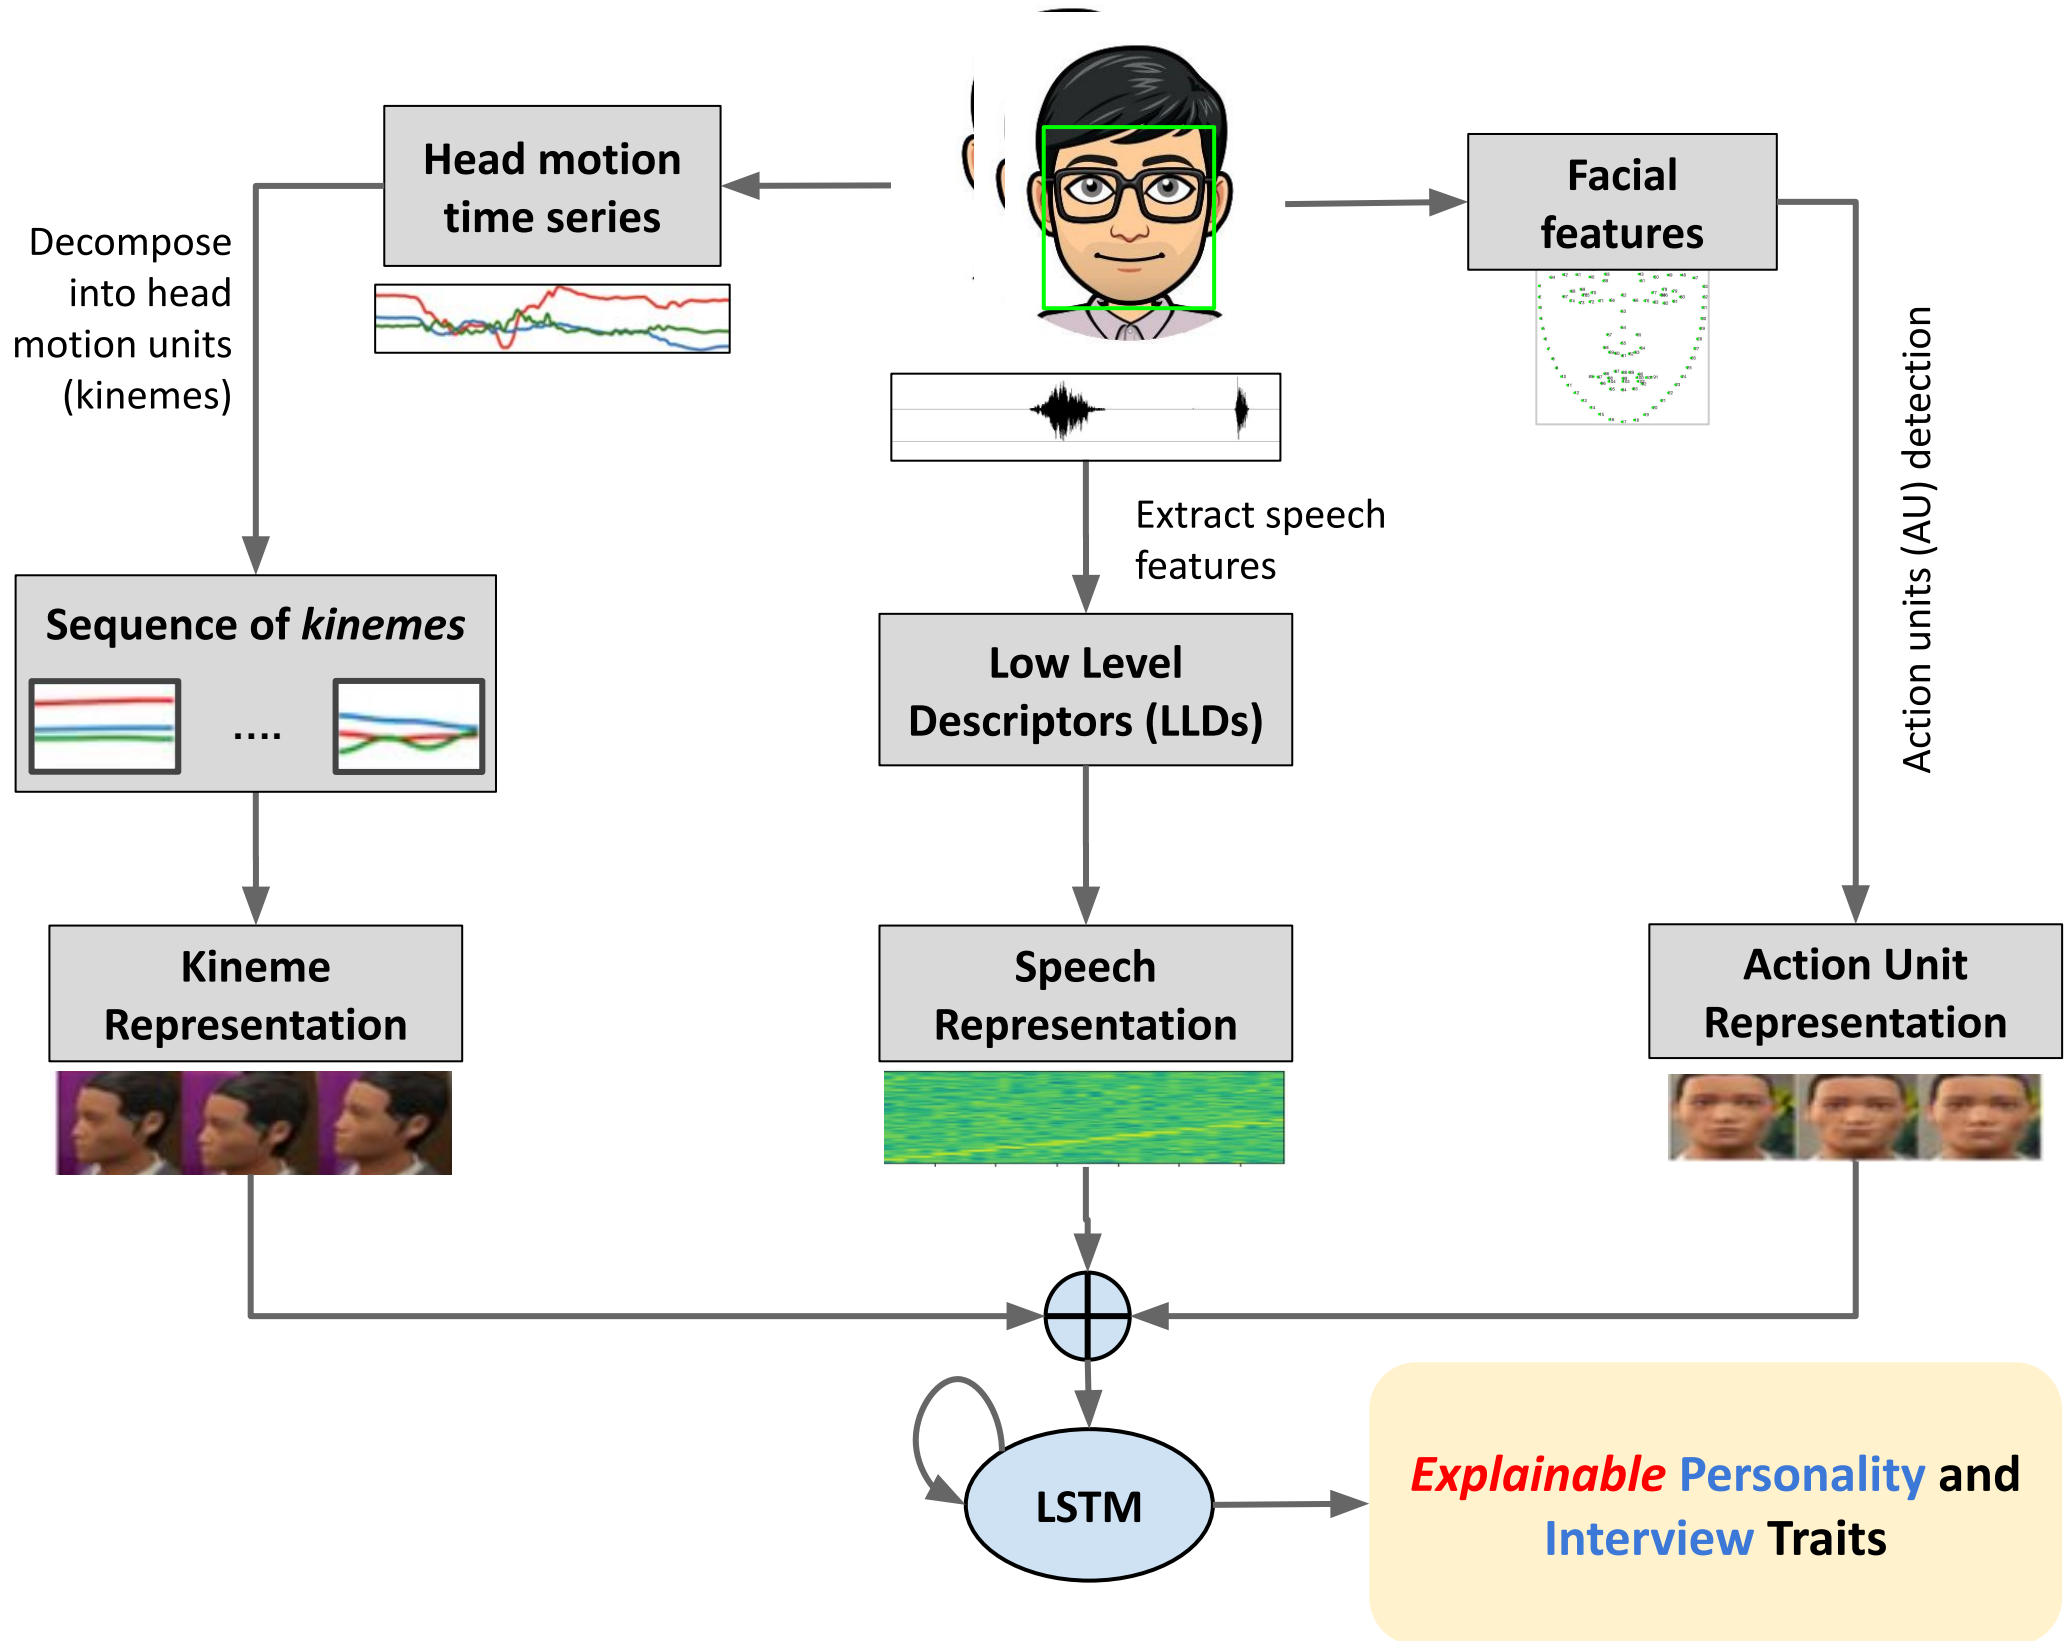 Head motion
time series
Facial
features
Decompose
into head
motion units
(kinemes)
Action units (AU) detection
Extract speech
features
Sequence of kinemes
....
Low Level
Descriptors (LLDs)
Kineme
Representation
Speech
Representation
Action Unit
Representation
LSTM
Explainable Personality and
Interview Traits